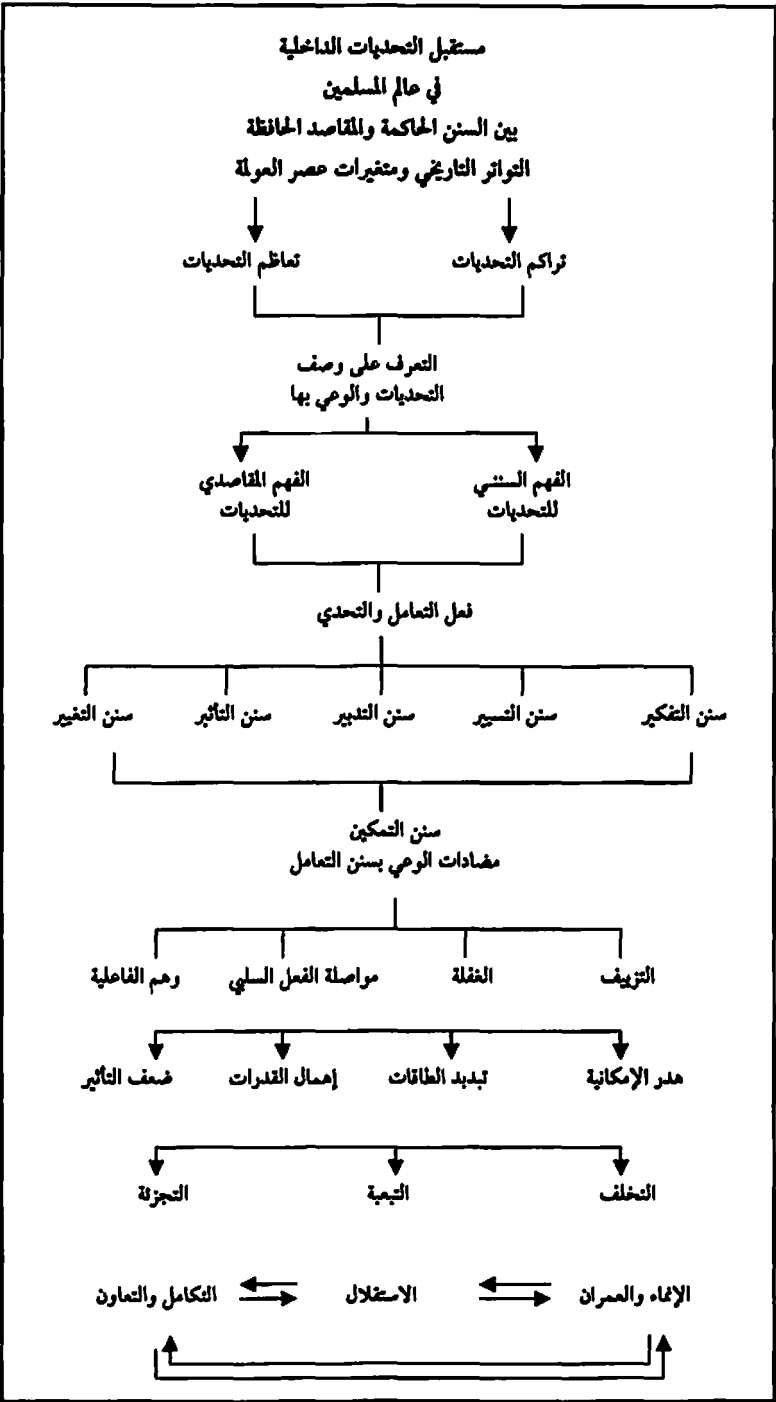 مستقبل التحديات الداخلية
في عالم المسلمين
بين السنن الحاكمة والمقاصد الحافظة
التواتر التاريخي ومتغيرات عصر العولمة
تراكم التحديات
تعاظم التحديات
التعرف على وصف
التحديات والوعي بها
الفهم السنني
للتحديات
الفهم المقاصدي
للتحديات
فعل التعامل والتحدي
سنن التفكير
سنن التسيير
سنن التدبير
سنن التأثير
سنن التغيير
سنن التمكين
مضادات الوعي بسنن التعامل
التزييف
الغفلة
مواصلة الفعل السلبي
وهم الفاعلية
هدر الإمكانية
تبديد الطاقات
إهمال القدرات
ضعف التأثير
التخلف
التبعية
التجزئة
الإنماء والعمران
الاستقلال
التكامل والتعاون